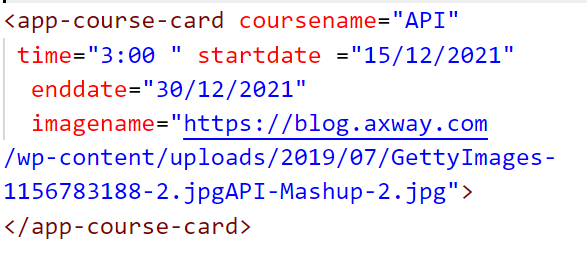 <app-course-card coursename="API"
time="3:00 " startdate ="15/12/2021"
enddate="30/12/2021"
imagename="https://blog.axway.com
/wp-content/uploads/2019/07/GettyImages-
1156783188-2.jpgAPI-Mashup-2.jpg">
</app-course-card>